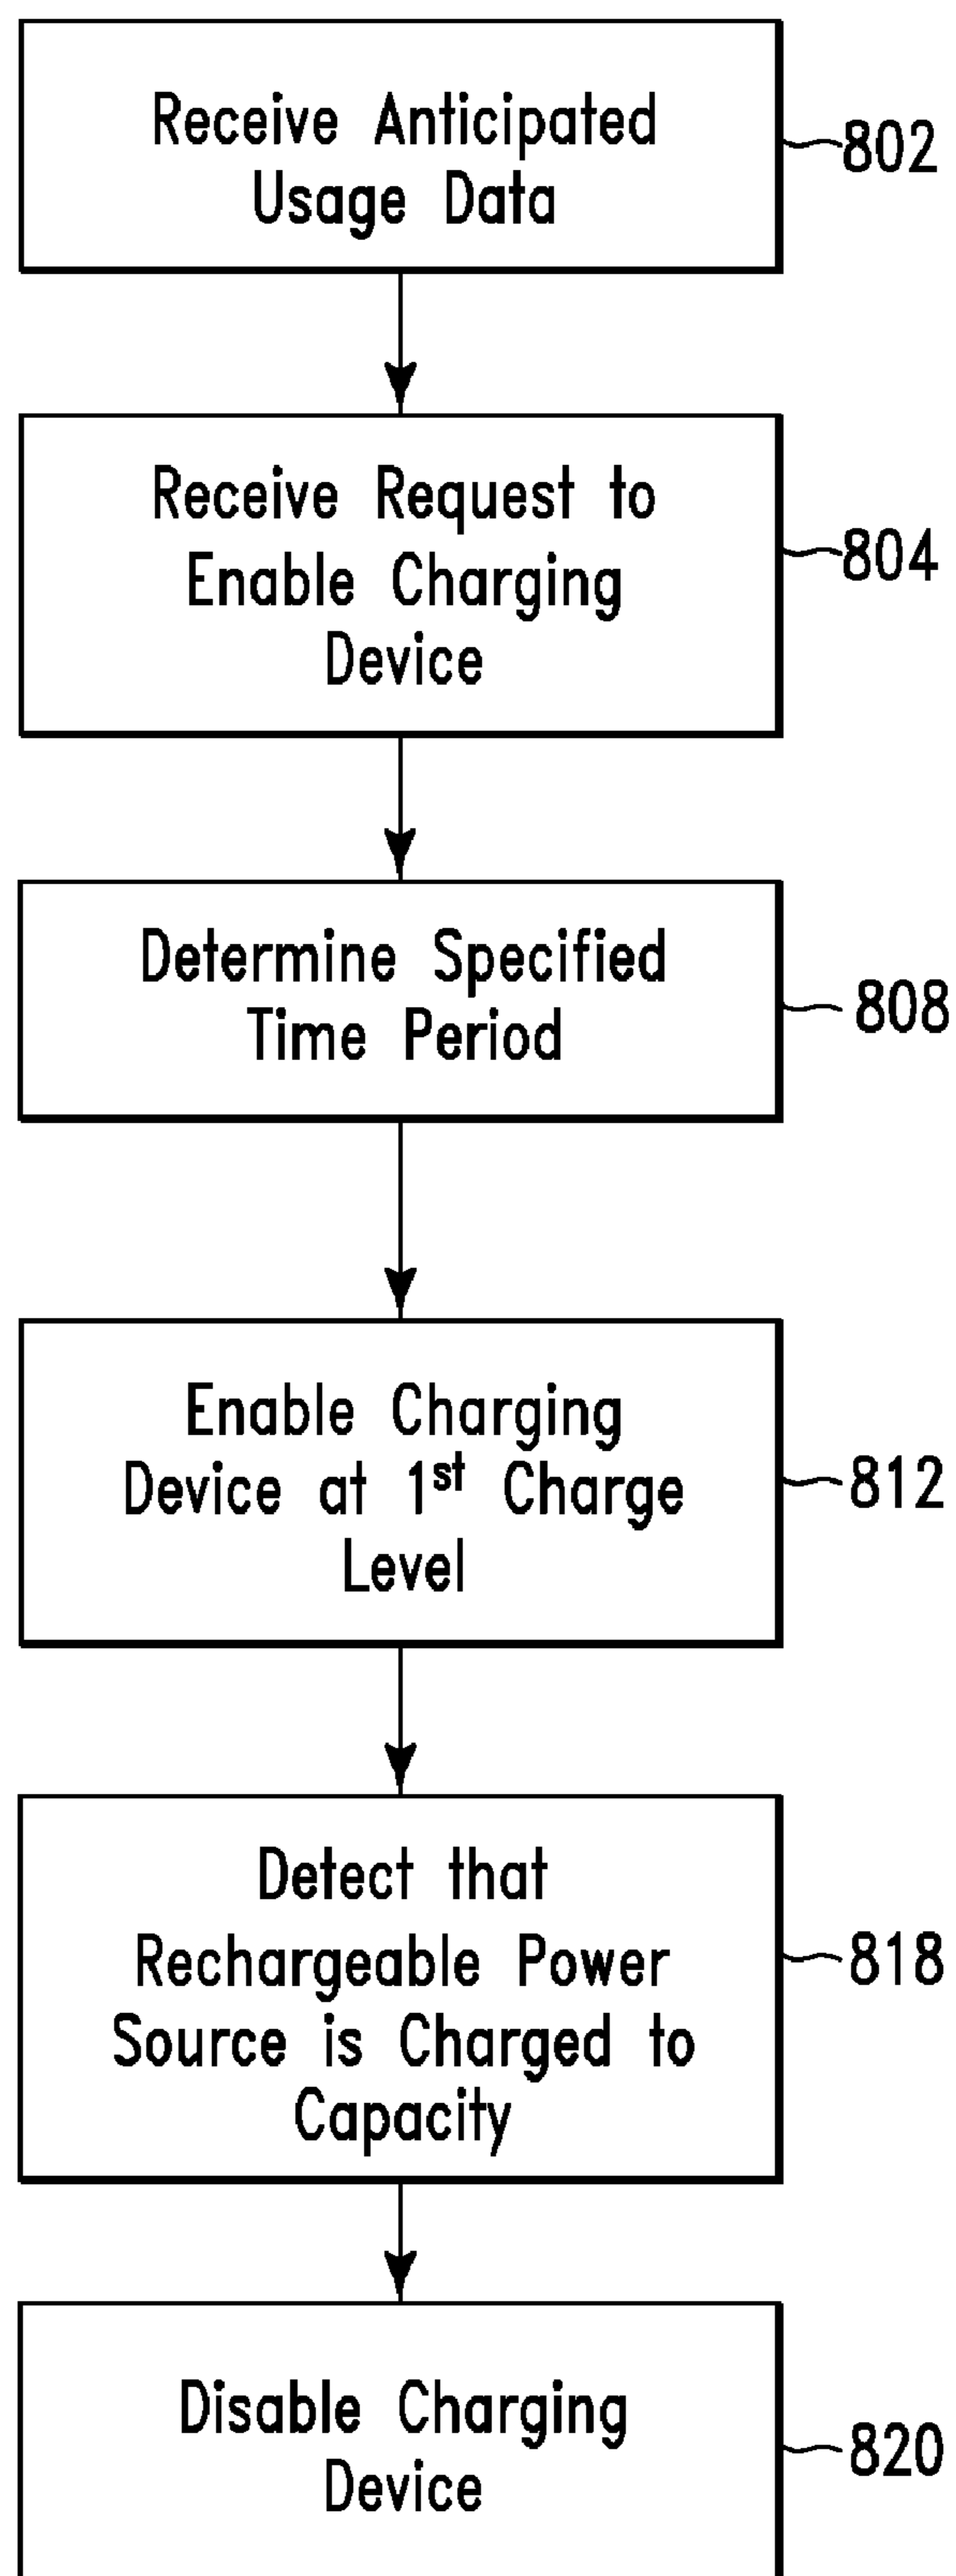 Receive Anticipated
Usage Data
802
Receive Request to
Enable Charging
Device
804
Determine Specified
Time Period
808
Enable Charging
Device at 1st Charge
Level
812
Detect that
Rechargeable Power
Source is Charged to
Capacity
818
Disable Charging
Device
820